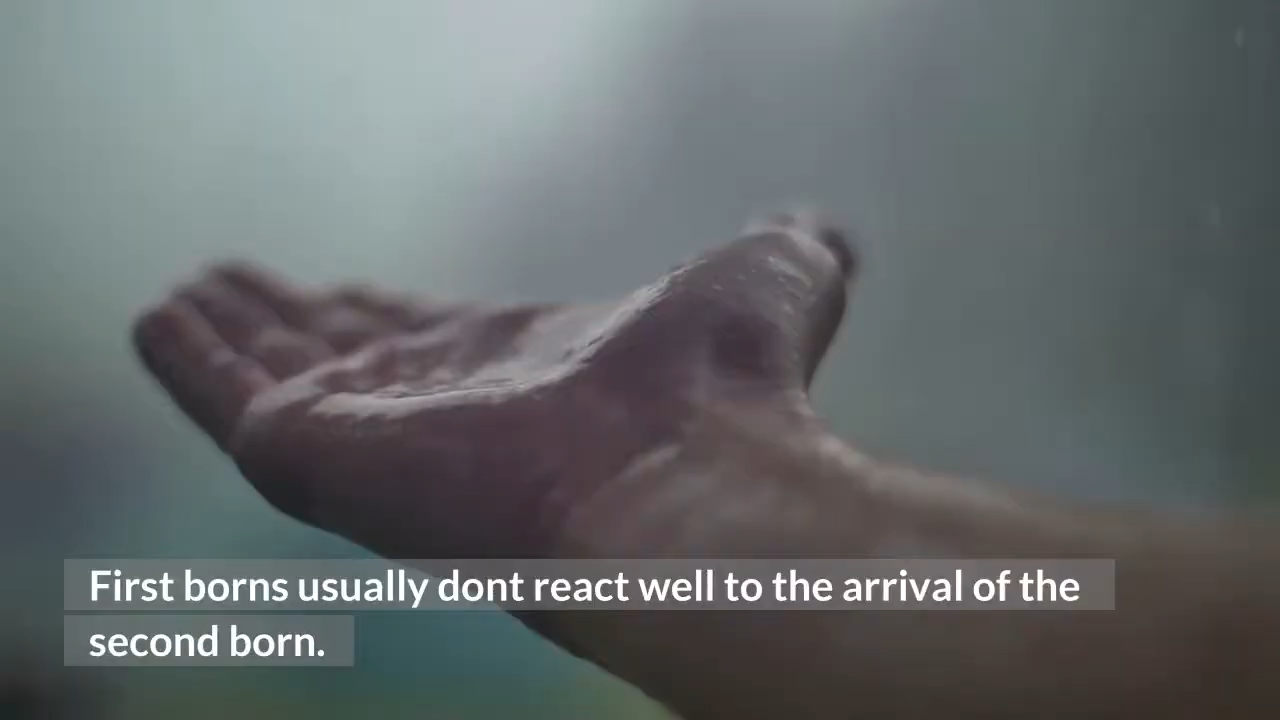 First borns usually dont react well to the arrival of the
second born.